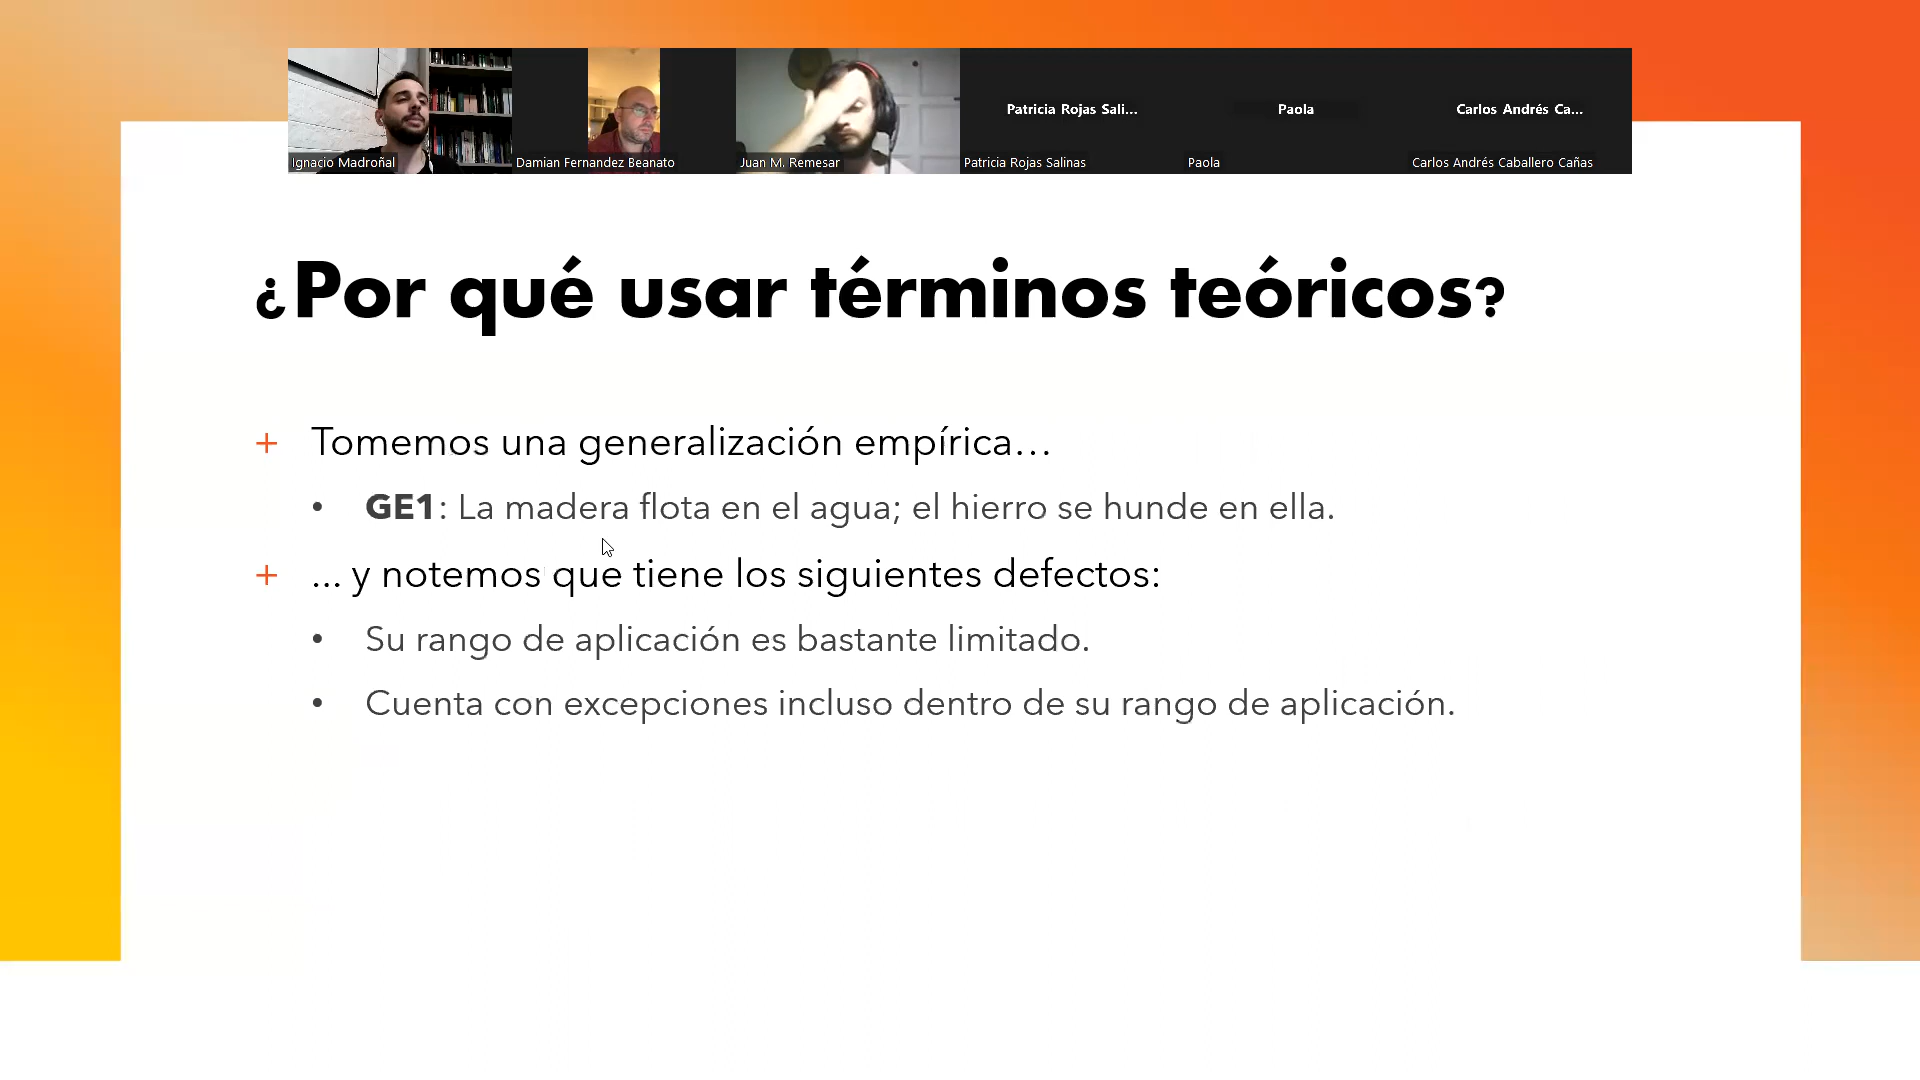 Patricia Rojas Sali...
Paola
Carlos Andrés Ca...
Ignacio Madroñal
Damian Fernandez Beanato
Juan M. Remesar
Patricia Rojas Salinas
Paola
Carlos Andrés Caballero Cañas
¿Por qué usar términos teóricos?
+ Tomemos una generalización empírica...
• GE1: La madera flota en el agua; el hierro se hunde en ella.
+ ... y notemos que tiene los siguientes defectos:
• Su rango de aplicación es bastante limitado.
• Cuenta con excepciones incluso dentro de su rango de aplicación.